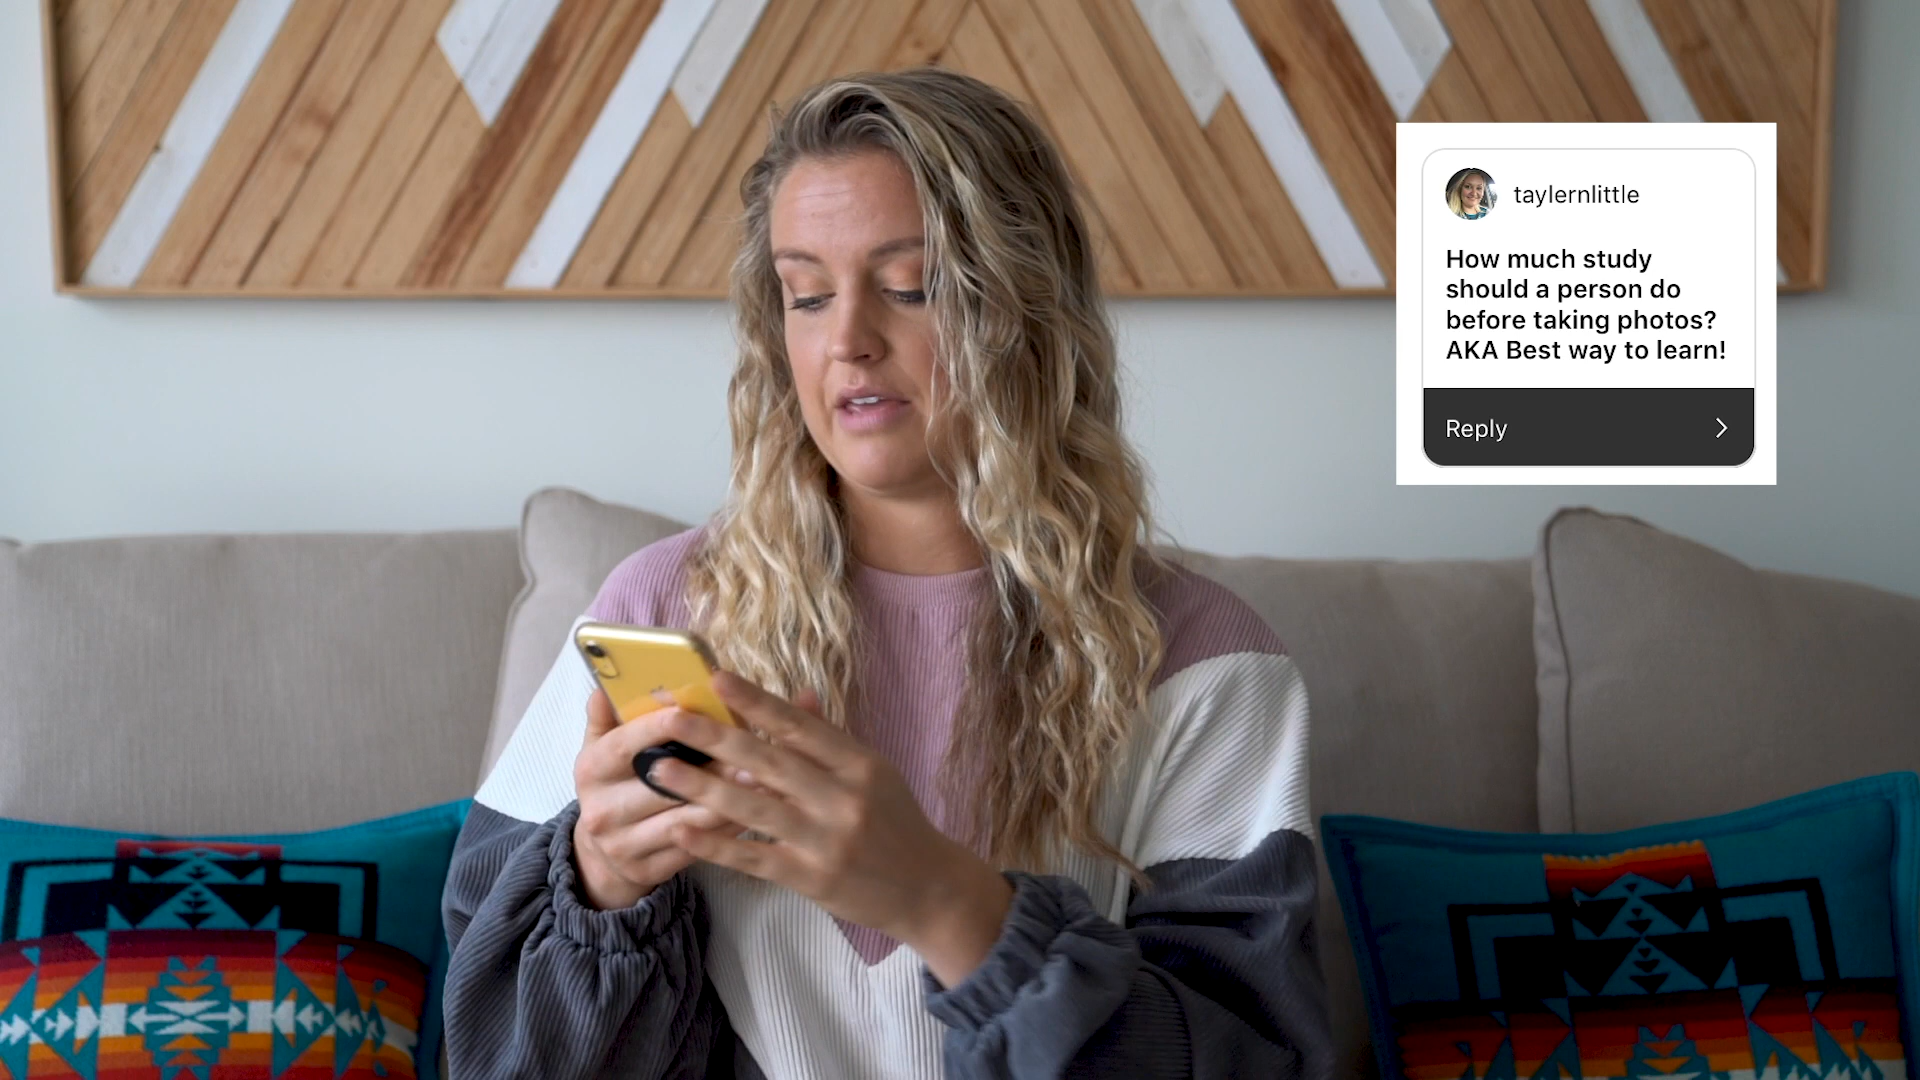 taylernlittle
How much study
should a person do
before taking photos?
AKA Best way to learn!
Reply